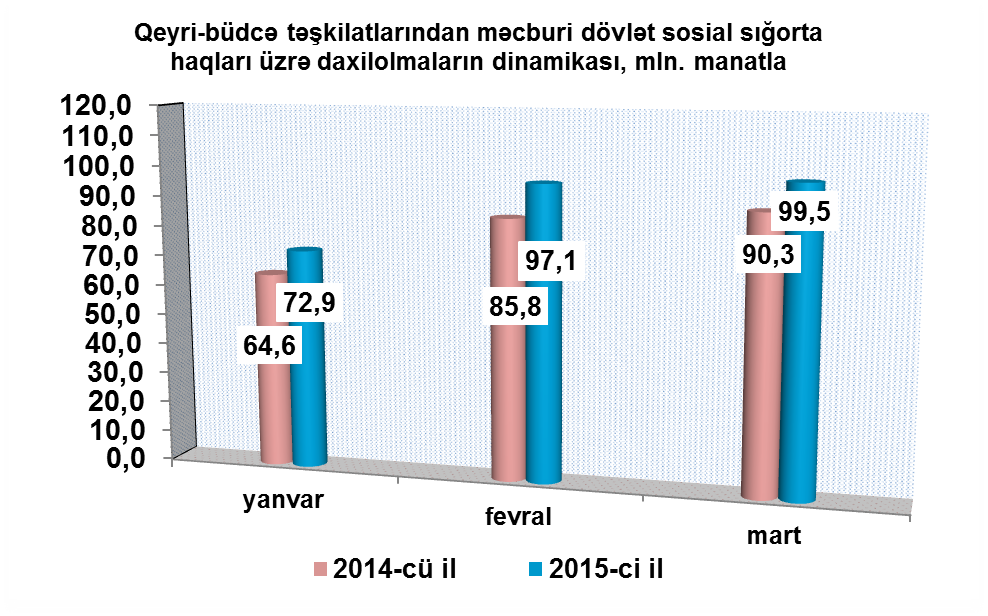 Qeyri-büdcə təşkilatlarından məcburi dövlət sosial sığorta
haqları üzrə daxilolmaların dinamikası, mln. manatla
120,0
110,0
100,0
90,0
80,0
70,0
60,0
50,0
40,0
30,0
20,0
10,0
0,0
64,6
72,9
85,8
97,1
90,3
99,5
yanvar
fevral
mart
2014-cü il
2015-ci il